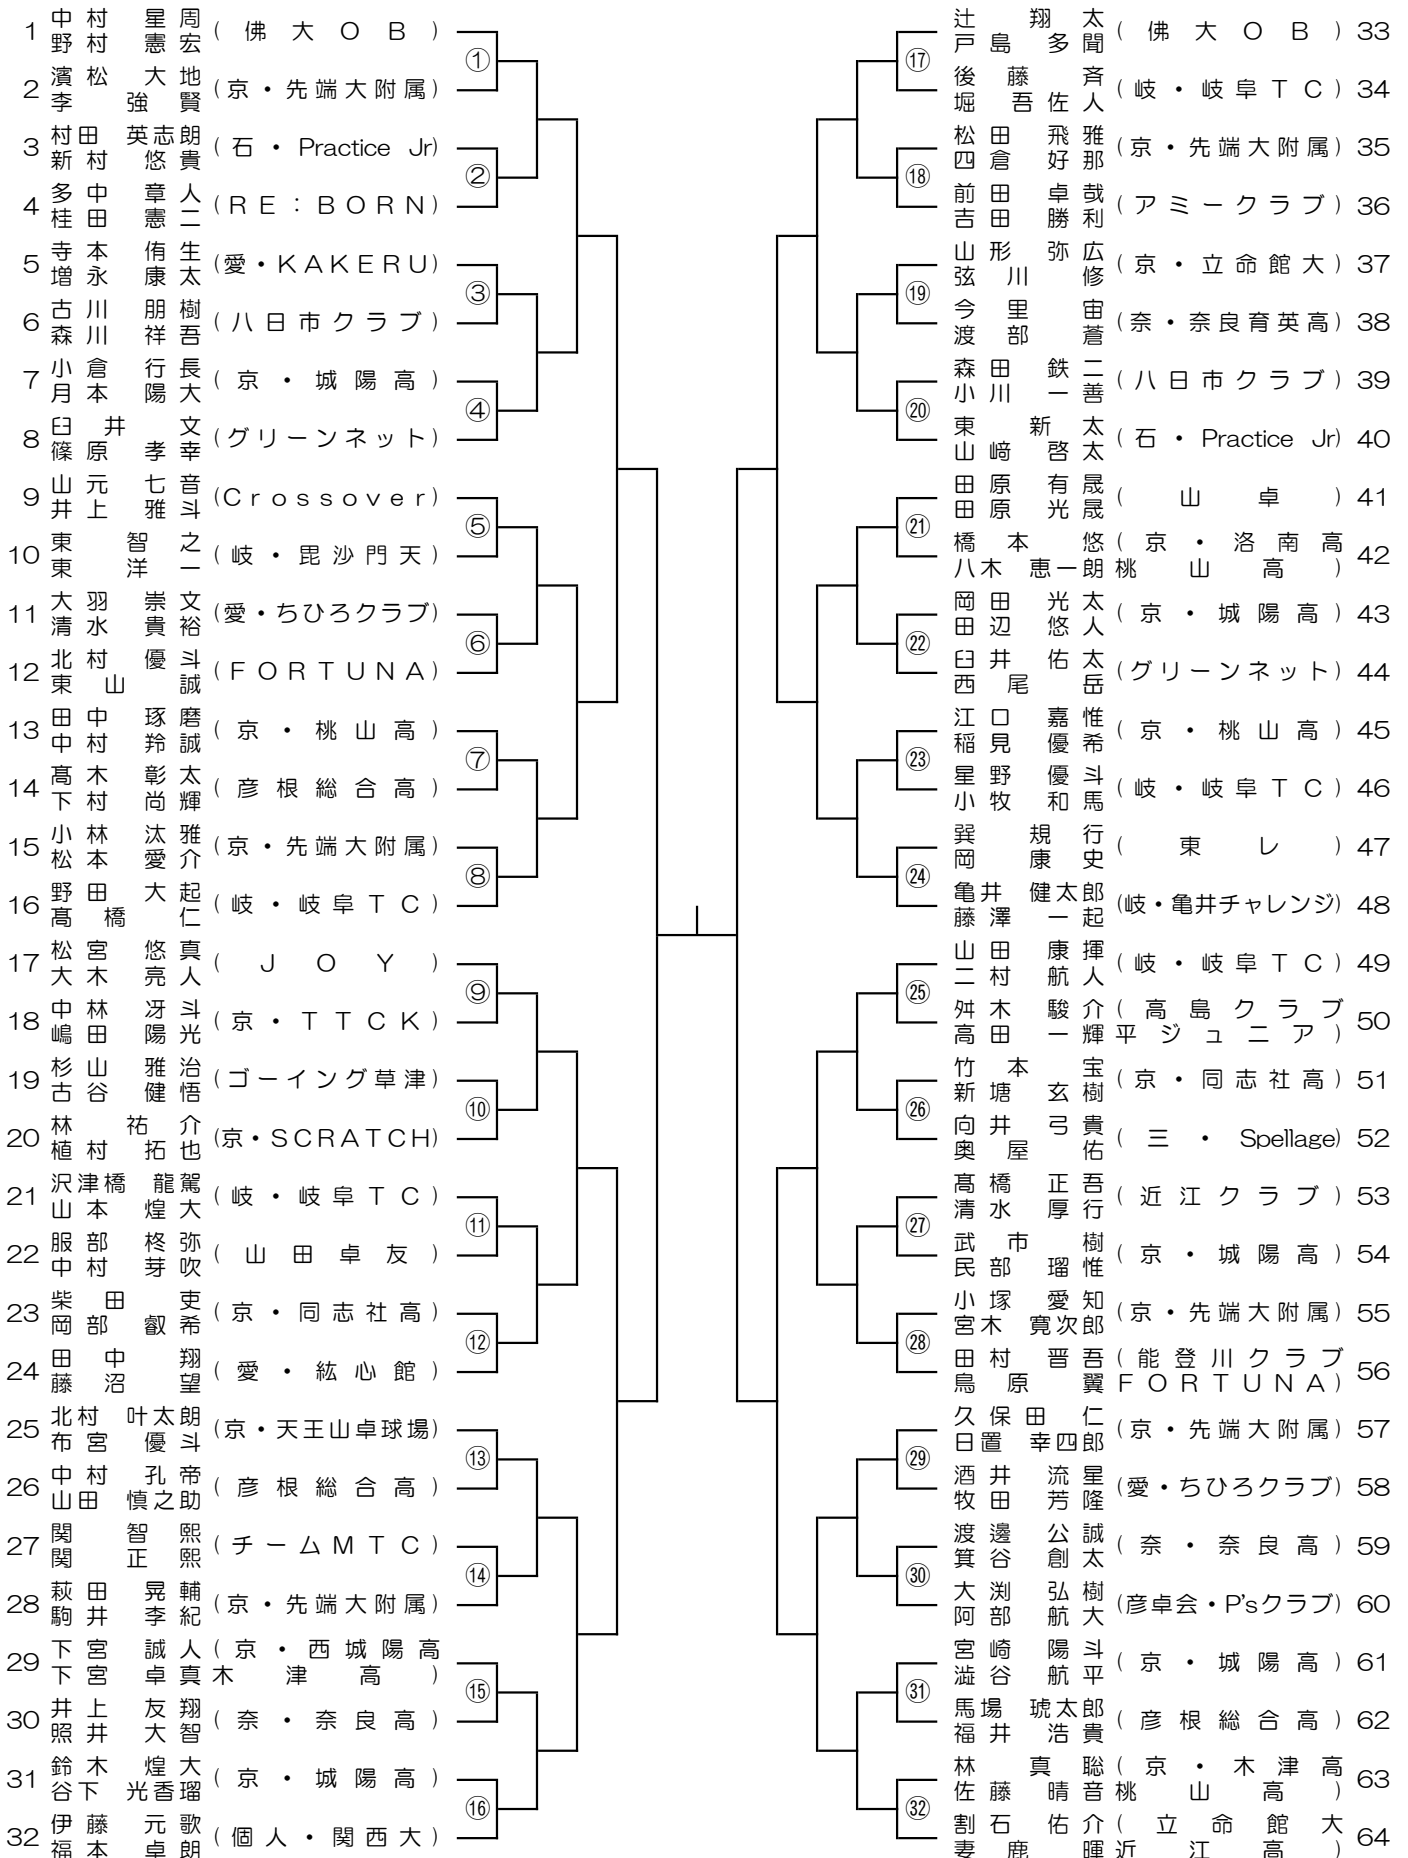 1 中村 星周 (佛大OB)
野村 憲宏
①
2 濱松 大地 (京・先端大附属)
李 強賢
3 村田 英志朗 (石・Practice Jr)
新村 悠貴
②
4 多中 章人 (RE:BORN)
桂田 憲二
5 寺本 侑生 (愛・KAKERU)
増永 康太
③
6 古川 朋樹 (八日市クラブ)
森川 祥吾
7 小倉 行長 (京・城陽高)
月本 陽大
④
8 臼井 文 (グリーンネット)
篠原 孝幸
9 山元 七音 (Crossover)
井上 雅斗
⑤
10 東 智之 (岐・毘沙門天)
東 洋一
11 大羽 崇文 (愛・ちひろクラブ)
清水 貴裕
⑥
12 北村 優斗 (FORTUNA)
東山 誠
13 田中 琢磨 (京・桃山高)
中村 羚誠
⑦
14 髙木 彰太 (彦根総合高)
下村 尚輝
15 小林 汰雅 (京・先端大附属)
松本 愛介
⑧
16 野田 大起 (岐・岐阜TC)
髙橋 仁
17 松宮 悠真 (JOY)
大木 亮人
⑨
18 中林 冴斗 (京・TTCK)
嶋田 陽光
19 杉山 雅治 (ゴーイング草津)
古谷 健悟
⑩
20 林 祐介 (京・SCRATCH)
植村 拓也
21 沢津橋 龍駕 (岐・岐阜TC)
山本 煌大
⑪
22 服部 柊弥 (山田卓友)
中村 芽吹
23 柴田 吏 (京・同志社高)
岡部 叡希
⑫
24 田中 翔 (愛・紘心館)
藤沼 望
25 北村 叶太朗 (京・天王山卓球場)
布宮 優斗
⑬
26 中村 孔帝 (彦根総合高)
山田 慎之助
27 関 智熙 (チームMTC)
関 正熙
⑭
28 萩田 晃輔 (京・先端大附属)
駒井 李紀
29 下宮 誠人 (京・西城陽高
下宮 卓真 木津高)
⑮
30 井上 友翔 (奈・奈良高)
照井 大智
31 鈴木 煌大 (京・城陽高)
谷下 光香瑠
⑯
32 伊藤 元歌 (個人・関西大)
福本 卓朗
辻 翔太 (佛大OB) 33
戸島 多聞
⑰
後藤 斉 (岐・岐阜TC) 34
堀 吾佐人
松田 飛雅 (京・先端大附属) 35
四倉 好那
⑱
前田 卓哉 (アミークラブ) 36
吉田 勝利
山形 弥広 (京・立命館大) 37
弦川 修
⑲
今里 宙 (奈・奈良育英高) 38
渡部 蒼
森田 鉄二 (八日市クラブ) 39
小川 一善
⑳
東 新太 (石・Practice Jr) 40
山﨑 啓太
田原 有晟 (山卓) 41
田原 光晟
㉑
橋本 悠 (京・洛南高 42
八木 恵一朗 桃山高)
岡田 光太 (京・城陽高) 43
田辺 悠人
㉒
臼井 佑太 (グリーンネット) 44
西尾 岳
江口 嘉惟 (京・桃山高) 45
稲見 優希
㉓
星野 優斗 (岐・岐阜TC) 46
小牧 和馬
巽 規行 (東レ) 47
岡 康史
㉔
亀井 健太郎 (岐・亀井チャレンジ) 48
藤澤 一起
山田 康揮 (岐・岐阜TC) 49
二村 航人
㉕
舛木 駿介 (高島クラブ 50
高田 一輝 平ジュニア)
竹本 宝 (京・同志社高) 51
新塘 玄樹
㉖
向井 弓貴 (三・Spellage) 52
奥屋 佑
髙橋 正吾 (近江クラブ) 53
清水 厚行
㉗
武市 樹 (京・城陽高) 54
民部 瑠惟
小塚 愛知 (京・先端大附属) 55
宮木 寛次郎
㉘
田村 晋吾 (能登川クラブ 56
鳥原 翼 FORTUNA)
久保田 仁 (京・先端大附属) 57
日置 幸四郎
㉙
酒井 流星 (愛・ちひろクラブ) 58
牧田 芳隆
渡邊 公誠 (奈・奈良高) 59
箕谷 創太
㉚
大渕 弘樹 (彦卓会・P'sクラブ) 60
阿部 航大
宮崎 陽斗 (京・城陽高) 61
澁谷 航平
㉛
馬場 琥太郎 (彦根総合高) 62
福井 浩貴
林 真聡 (京・木津高 63
佐藤 晴音 桃山高)
㉜
割石 佑介 (立命館大 64
妻鹿 暉 近江高)